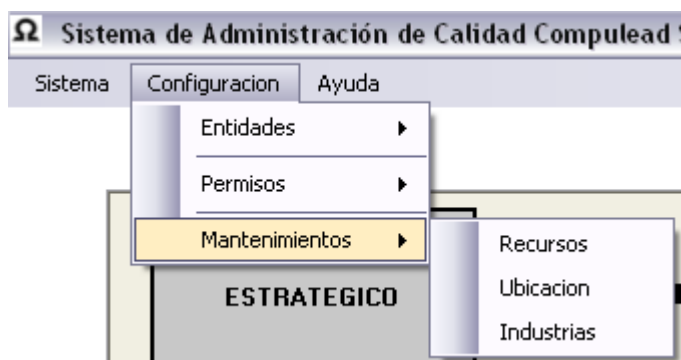 Ω Sistema de Administración de Calidad Compulead
Sistema Configuracion Ayuda
Entidades
Permisos
Mantenimientos
Recursos
ESTRATEGICO
Ubicacion
Industrias